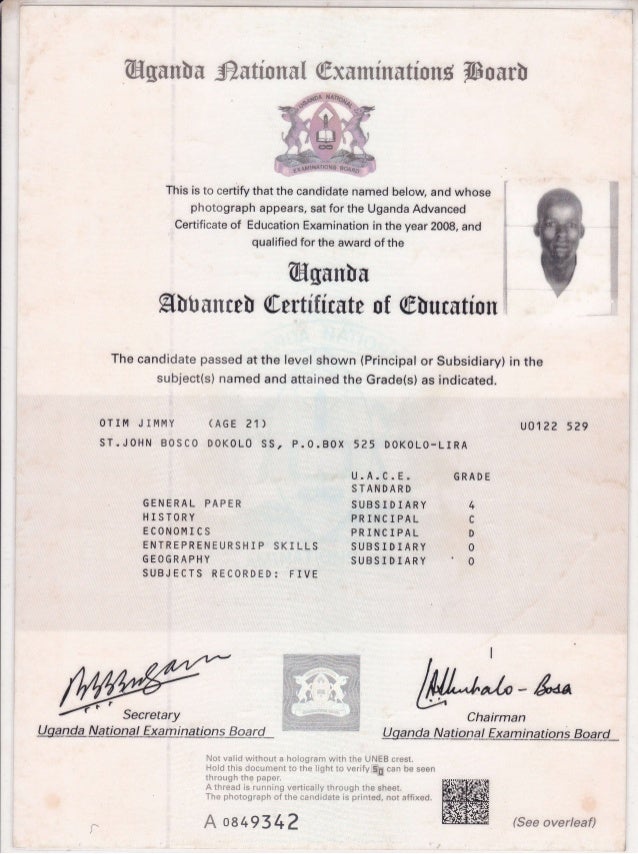 Uganda National Examinations Board
UGANDA NATIONAL
EXAMINATIONS BOARD
This is to certify that the candidate named below, and whose
photograph appears, sat for the Uganda Advanced
Certificate of Education Examination in the year 2008, and
qualified for the award of the
Uganda
Advanced Certificate of Education
The candidate passed at the level shown (Principal or Subsidiary) in the
subject(s) named and attained the Grade(s) as indicated.
OTIM JIMMY (AGE 21) U0122 529
ST.JOHN BOSCO DOKOLO SS, P.O.BOX 525 DOKOLO-LIRA
U.A.C.E. GRADE
STANDARD
GENERAL PAPER SUBSIDIARY 4
HISTORY PRINCIPAL C
ECONOMICS PRINCIPAL D
ENTREPRENEURSHIP SKILLS SUBSIDIARY O
GEOGRAPHY SUBSIDIARY O
SUBJECTS RECORDED: FIVE
Secretary
Uganda National Examinations Board
Chairman
Uganda National Examinations Board
Not valid without a hologram with the UNEB crest.
Hold this document to the light to verify can be seen
through the paper.
A thread is running vertically through the sheet.
The photograph of the candidate is printed, not affixed.
A 0849342
(See overleaf)